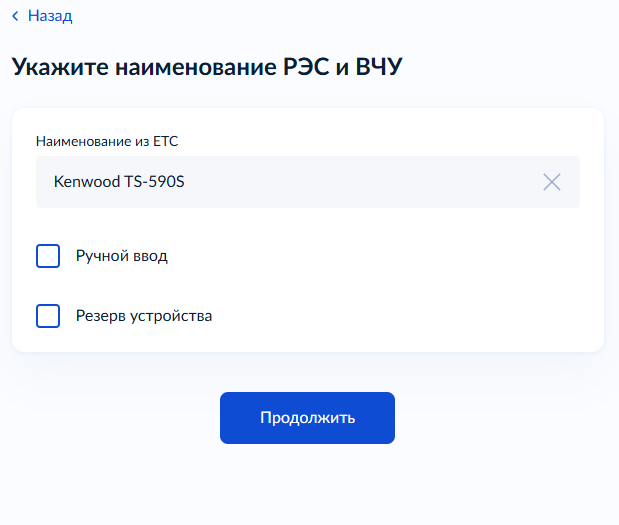 Назад
Укажите наименование РЭС и ВЧУ
Наименование из ЕТС
Kenwood TS-590S
Ручной ввод
Резерв устройства
Продолжить